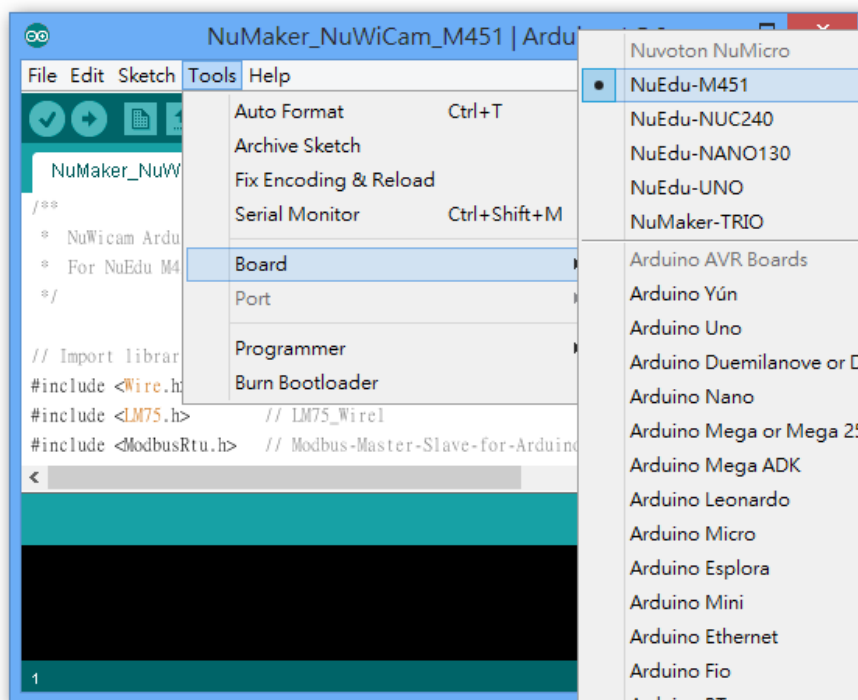 NuMaker_NuWiCam_M451 | Ardu
File Edit Sketch Tools Help
NuMaker_NuW
/**
* NuWicam Ardu
* For NuEdu M4
*/
// Import librar
#include <Wire.h>
#include <LM75.h> // LM75_Wirel
#include <ModbusRtu.h> // Modbus-Master-Slave-for-Arduino
1
Auto Format Ctrl+T
Archive Sketch
Fix Encoding & Reload
Serial Monitor Ctrl+Shift+M
Board
Port
Programmer
Burn Bootloader
Nuvoton NuMicro
NuEdu-M451
NuEdu-NUC240
NuEdu-NANO130
NuEdu-UNO
NuMaker-TRIO
Arduino AVR Boards
Arduino Yún
Arduino Uno
Arduino Duemilanove or D
Arduino Nano
Arduino Mega or Mega 25
Arduino Mega ADK
Arduino Leonardo
Arduino Micro
Arduino Esplora
Arduino Mini
Arduino Ethernet
Arduino Fio